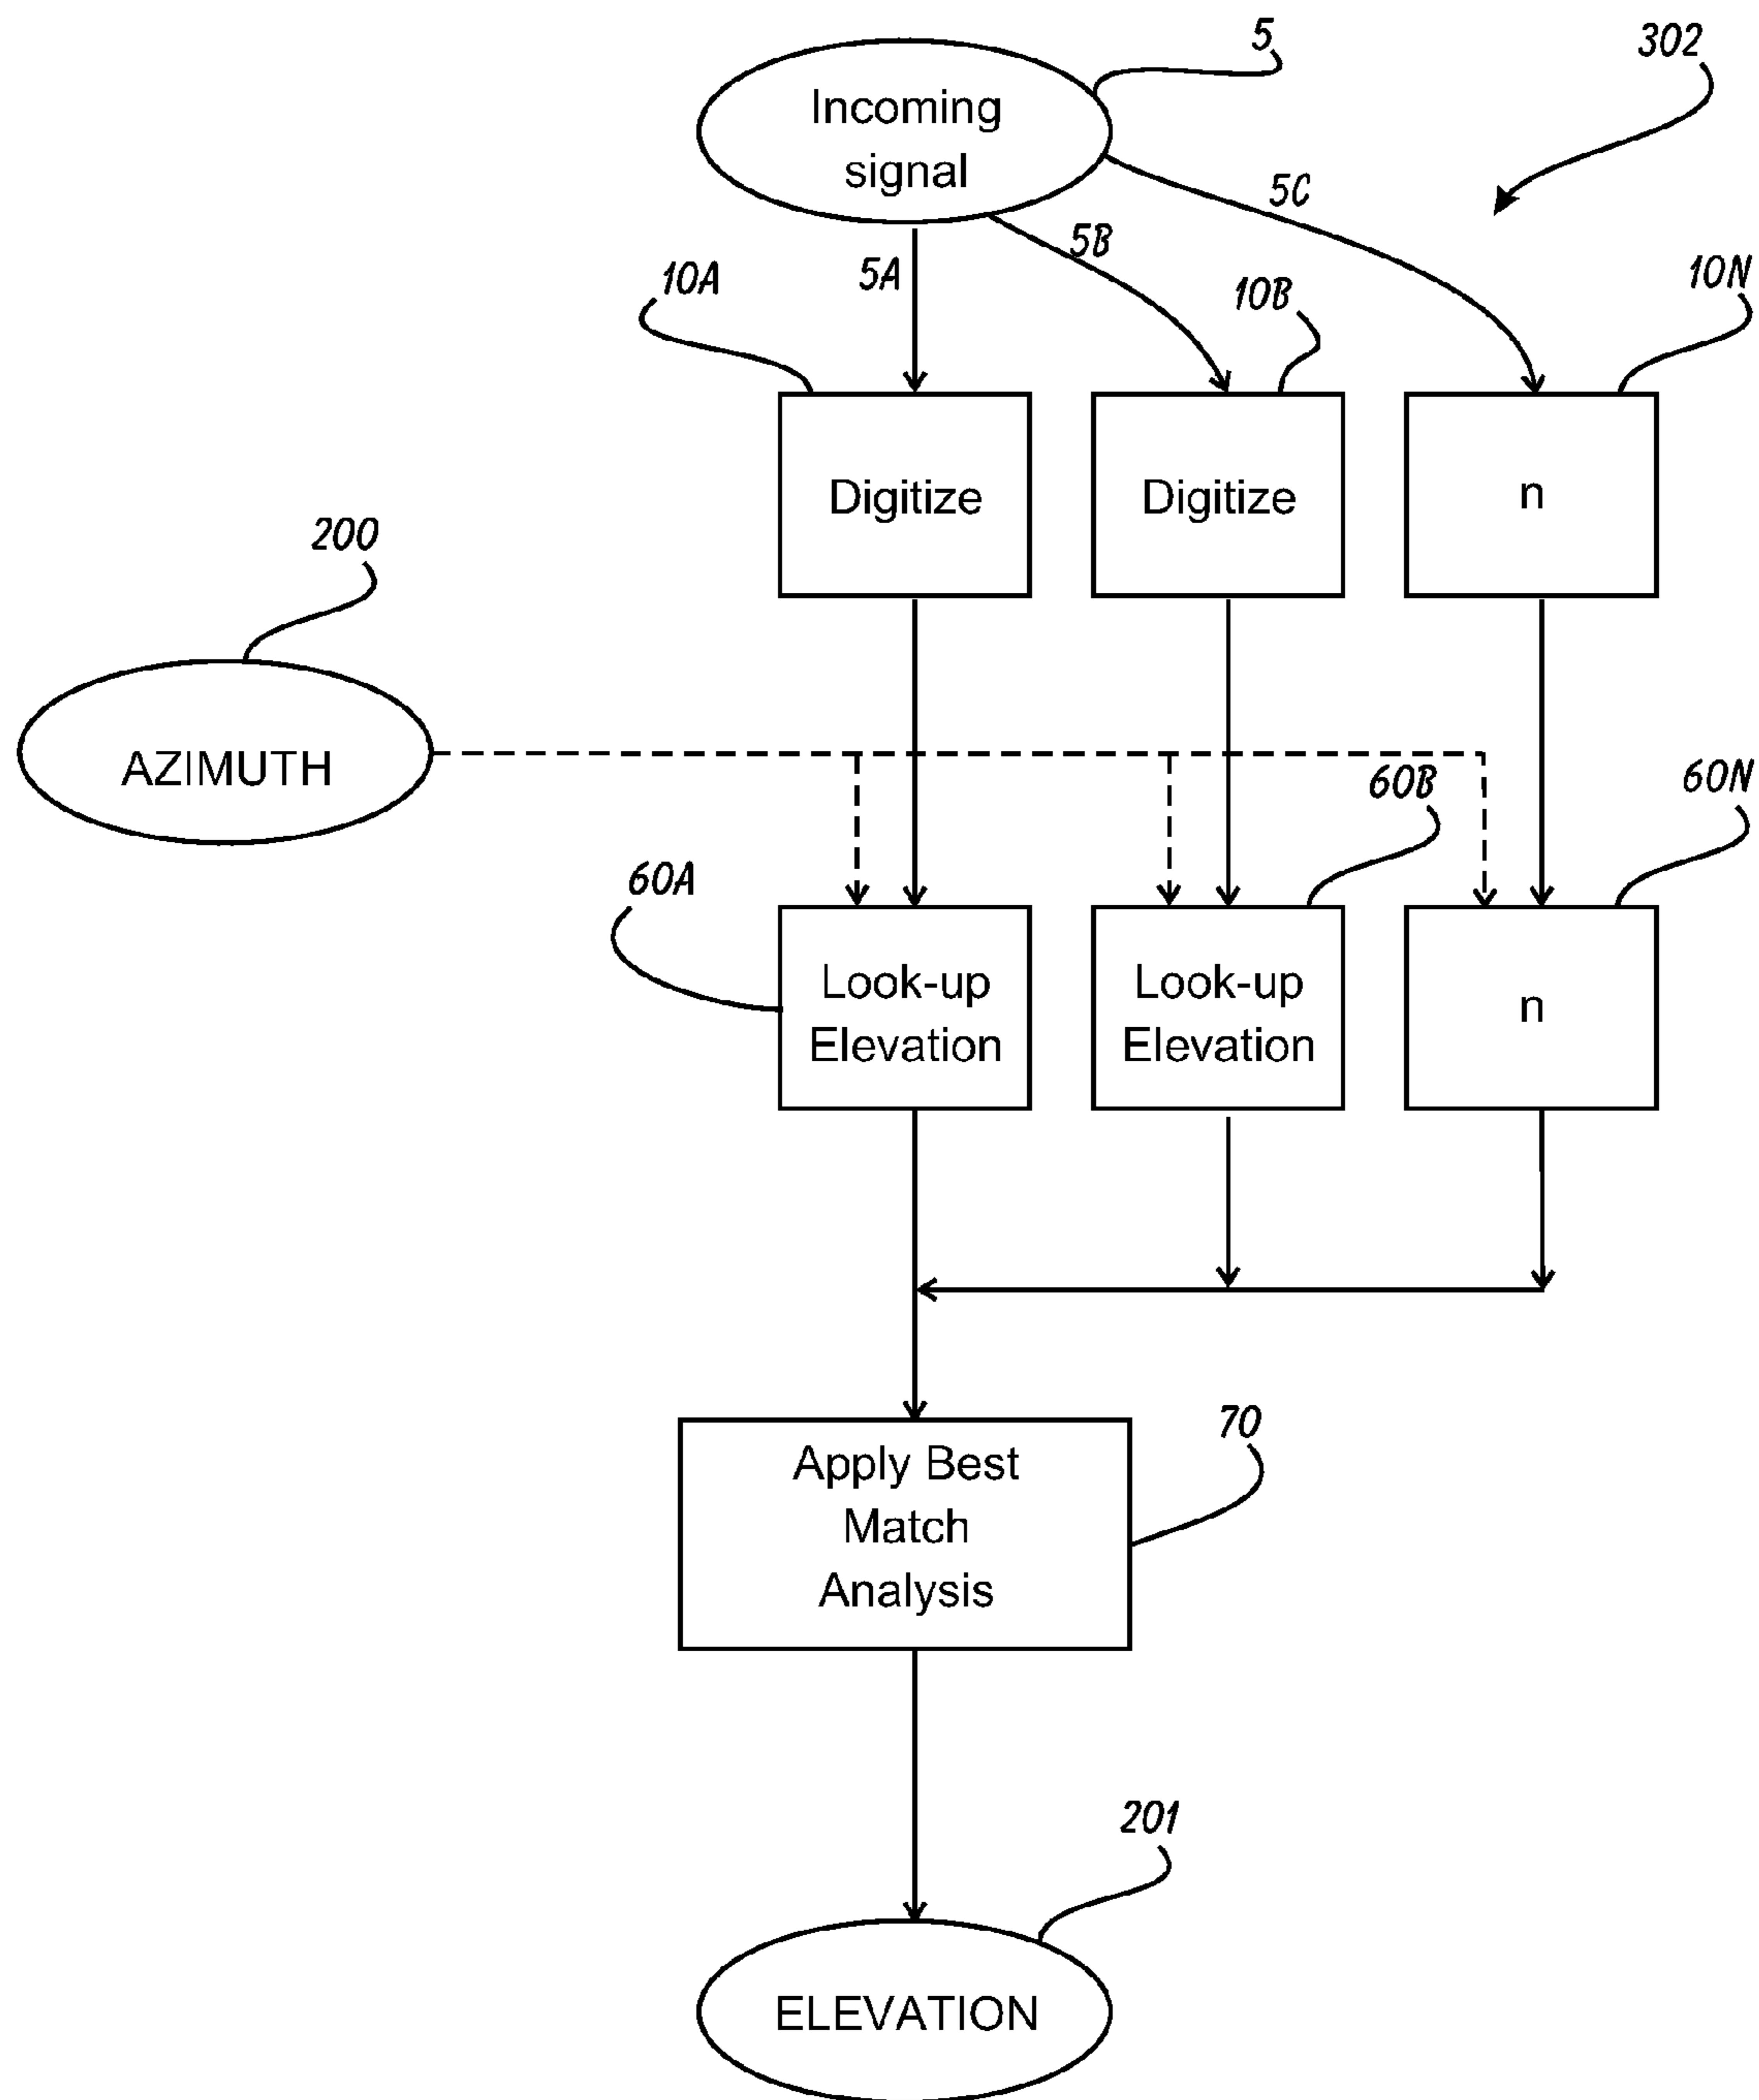 5
302
Incoming
signal
5C
5B
5A
10A
10B
10N
Digitize
Digitize
n
200
AZIMUTH
60B
60N
60A
Look-up
Elevation
Look-up
Elevation
n
70
Apply Best
Match
Analysis
201
ELEVATION